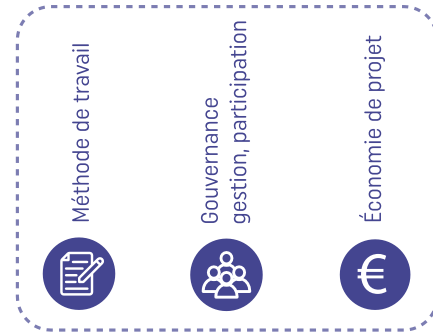 Méthode de travail
Gouvernance
gestion, participation
Économie de projet
€